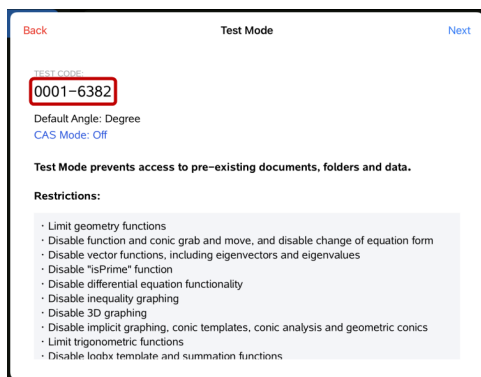 Back Test Mode Next
TEST CODE:
0001-6382
Default Angle: Degree
CAS Mode: Off
Test Mode prevents access to pre-existing documents, folders and data.
Restrictions:
· Limit geometry functions
· Disable function and conic grab and move, and disable change of equation form
· Disable vector functions, including eigenvectors and eigenvalues
· Disable "isPrime" function
· Disable differential equation functionality
· Disable inequality graphing
· Disable 3D graphing
· Disable implicit graphing, conic templates, conic analysis and geometric conics
· Limit trigonometric functions
· Disable logbx template and summation functions